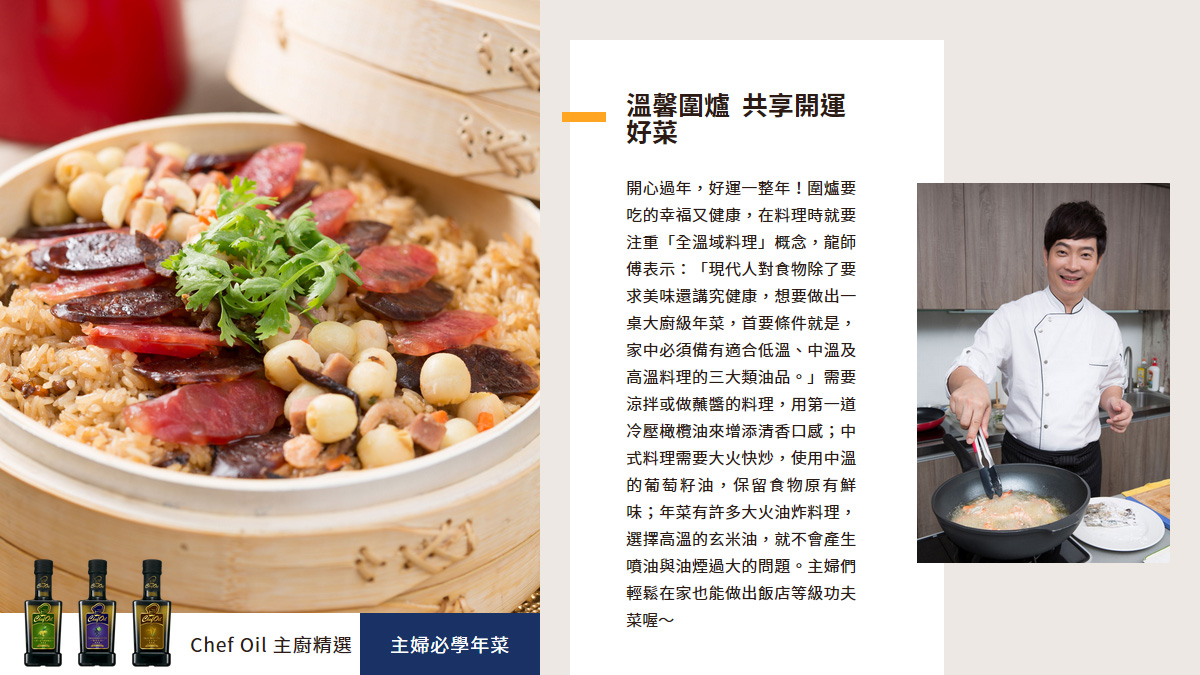 溫馨圍爐 共享開運
好菜
開心過年，好運一整年！圍爐要
吃的幸福又健康，在料理時就要
注重「全溫域料理」概念，龍師
傅表示：「現代人對食物除了要
求美味還講究健康，想要做出一
桌大廚級年菜，首要條件就是，
家中必須備有適合低溫、中溫及
高溫料理的三大類油品。」需要
涼拌或做蘸醬的料理，用第一道
冷壓橄欖油來增添清香口感；中
式料理需要大火快炒，使用中溫
的葡萄籽油，保留食物原有鮮
味；年菜有許多大火油炸料理，
選擇高溫的玄米油，就不會產生
噴油與油煙過大的問題。主婦們
輕鬆在家也能做出飯店等級功夫
菜喔～
Chef Oil 主廚精選
主婦必學年菜